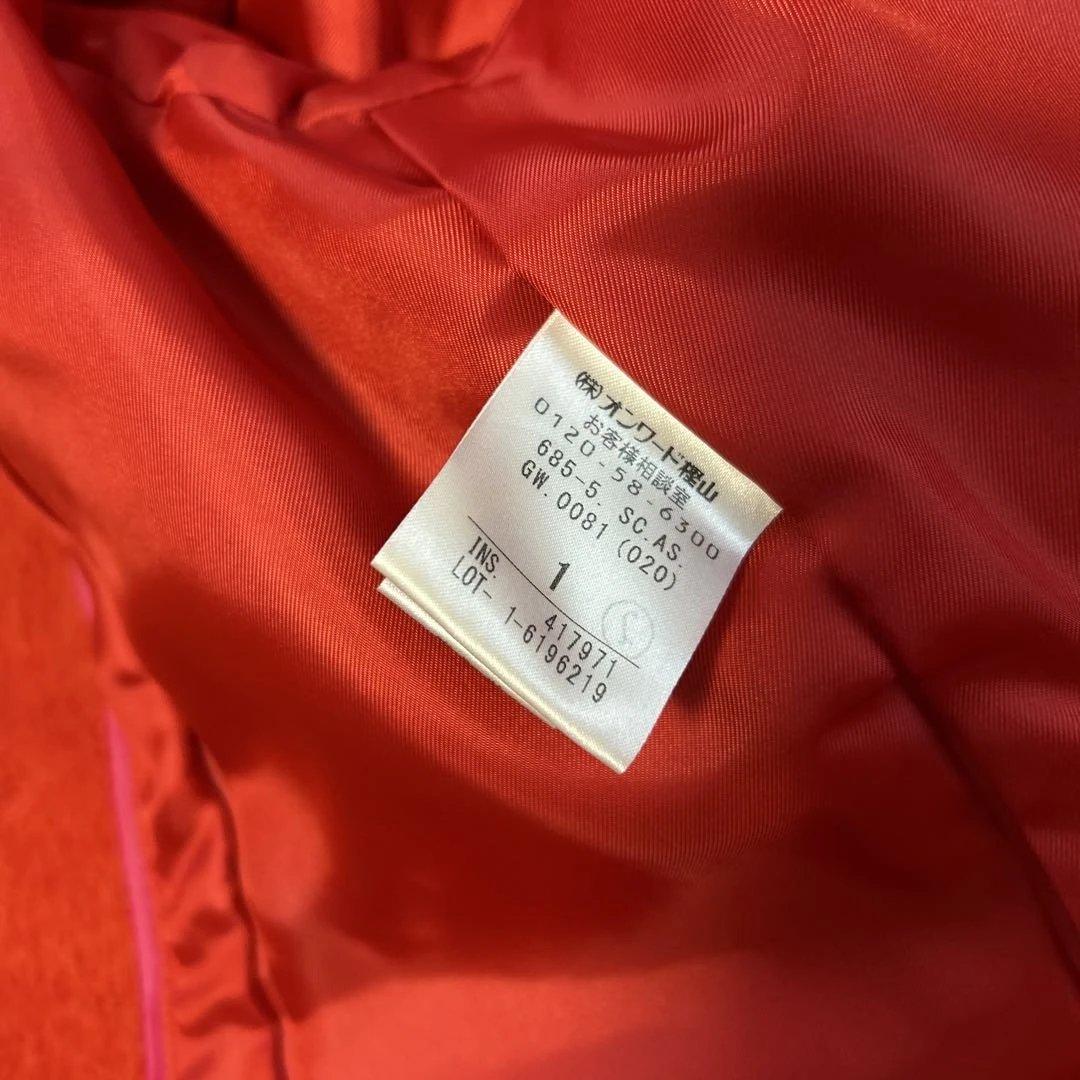 (株)オンワード樫山
お客様相談室
0120-58-6300
685-5. SC.AS.
GW. 0081 (020)
1
INS. 417971
LOT- 1-6196219